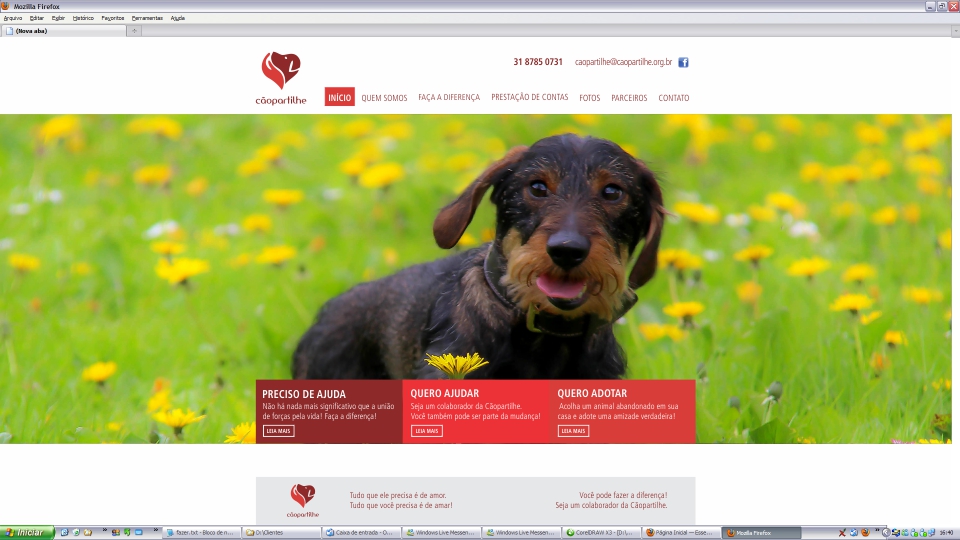 Mozilla Firefox
Arquivo Editar Exibir Histórico Favoritos Ferramentas Ajuda
(Nova aba)
31 8785 0731 caopartilhe@caopartilhe.org.br
cãopartilhe
INÍCIO QUEM SOMOS FAÇA A DIFERENÇA PRESTAÇÃO DE CONTAS FOTOS PARCEIROS CONTATO
PRECISO DE AJUDA
Não há nada mais significativo que a união
de forças pela vida! Faça a diferença!
LEIA MAIS
QUERO AJUDAR
Seja um colaborador da Cãopartilhe.
Você também pode ser parte da mudança!
LEIA MAIS
QUERO ADOTAR
Acolha um animal abandonado em sua
casa e adote uma amizade verdadeira!
LEIA MAIS
cãopartilhe
Tudo que ele precisa é de amor.
Tudo que você precisa é de amar!
Você pode fazer a diferença!
Seja um colaborador da Cãopartilhe.
Iniciar fazer.txt - Bloco de n... O:\Clientes Caixa de entrada - O... Windows Live Messen... Windows Live Messen... CorelDRAW X3 - [D:\... Página Inicial — Esse... Mozilla Firefox 16:40